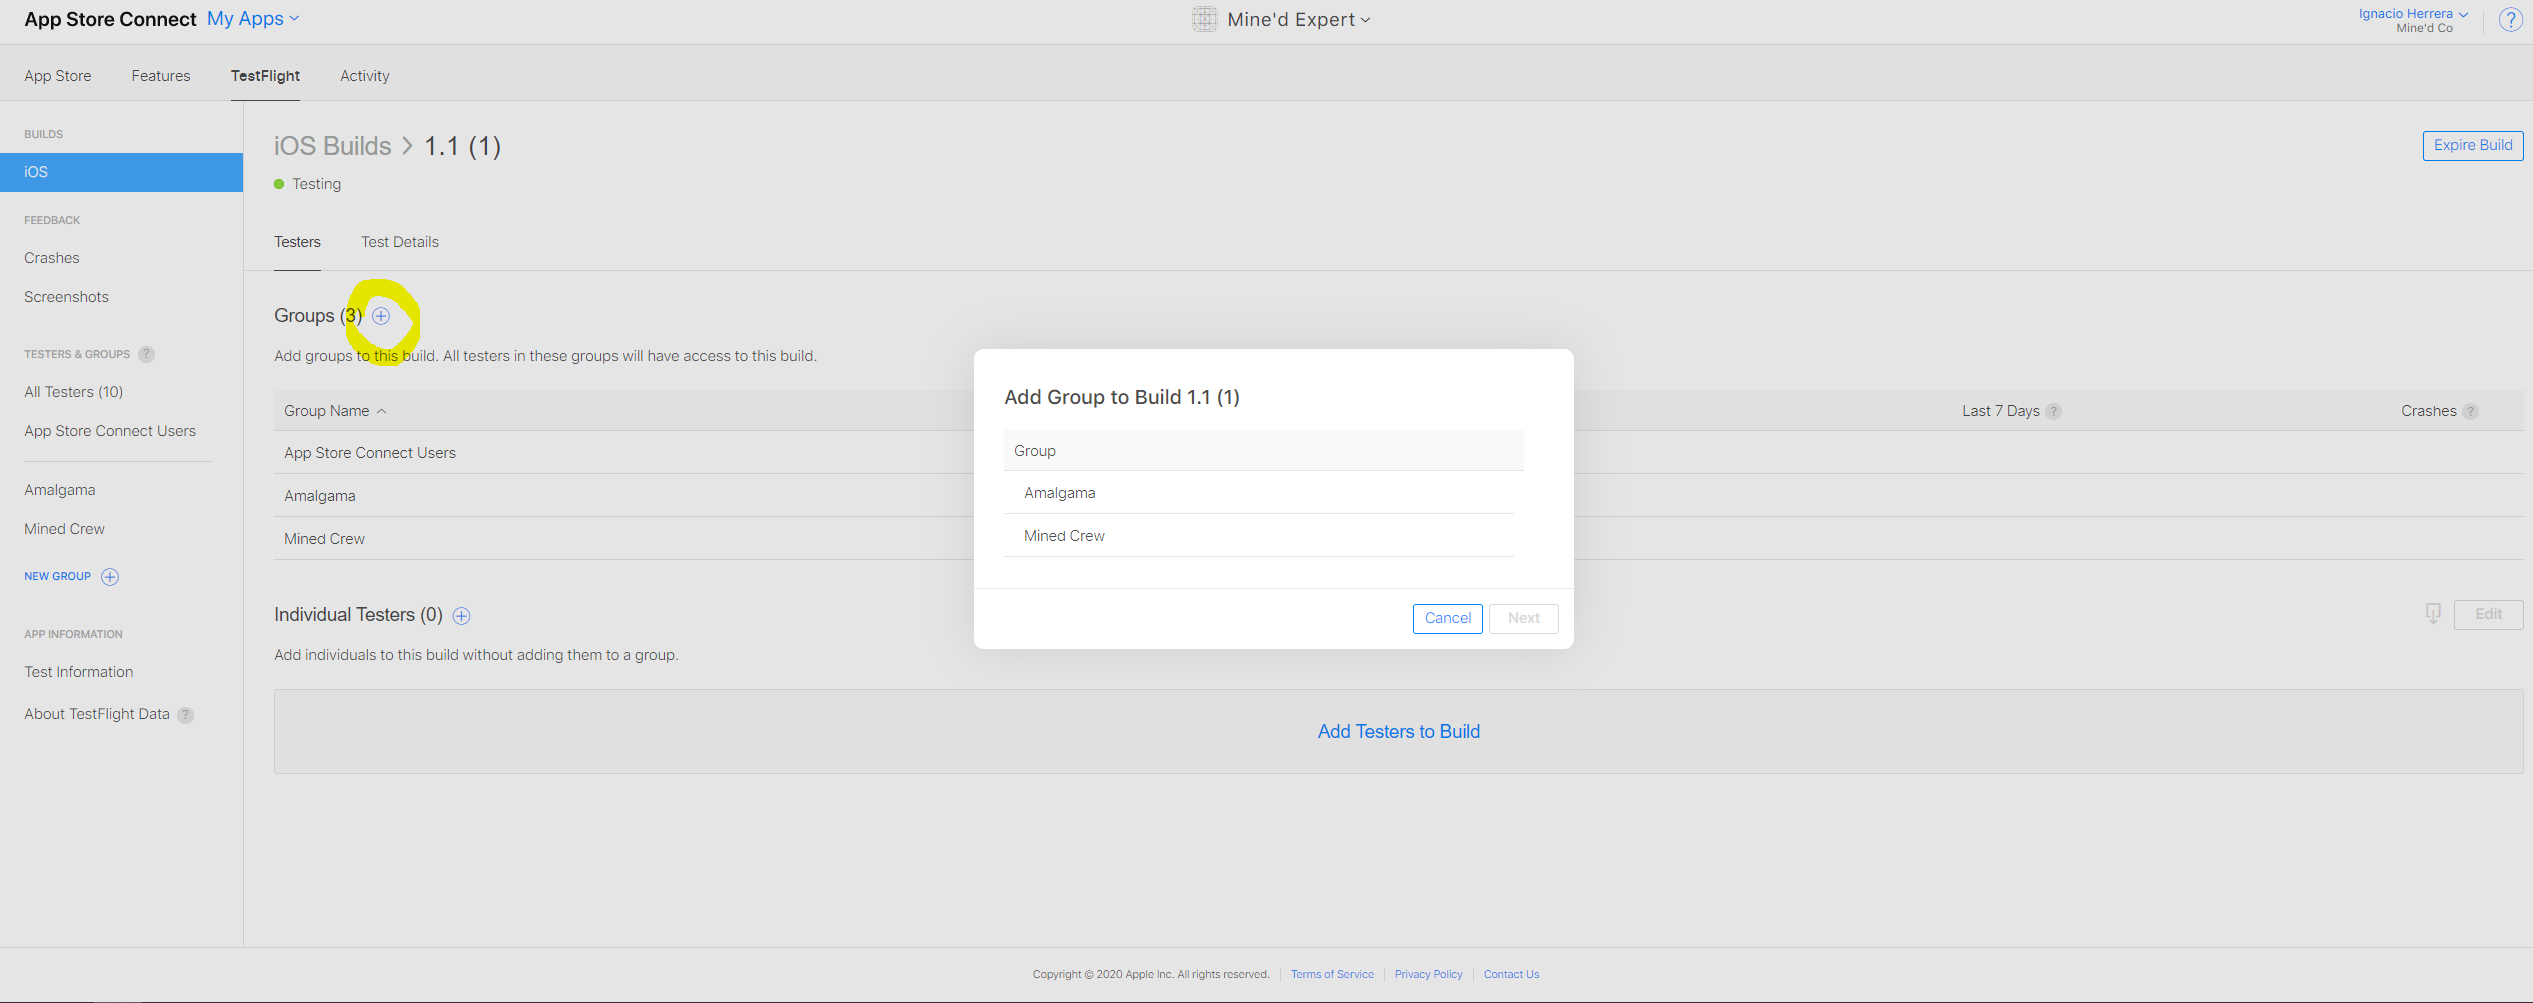 App Store Connect My Apps
Mine'd Expert
Ignacio Herrera
Mine'd Co
?
App Store Features TestFlight Activity
BUILDS
iOS
FEEDBACK
Crashes
Screenshots
TESTERS & GROUPS ?
All Testers (10)
App Store Connect Users
Amalgama
Mined Crew
NEW GROUP
APP INFORMATION
Test Information
About TestFlight Data ?
iOS Builds > 1.1 (1)
Expire Build
Testing
Testers Test Details
Groups (3)
Add groups to this build. All testers in these groups will have access to this build.
Group Name Last 7 Days ? Crashes ?
App Store Connect Users
Amalgama
Mined Crew
Individual Testers (0)
Edit
Add individuals to this build without adding them to a group.
Add Testers to Build
Add Group to Build 1.1 (1)
Group
Amalgama
Mined Crew
Cancel Next
Copyright © 2020 Apple Inc. All rights reserved. Terms of Service Privacy Policy Contact Us